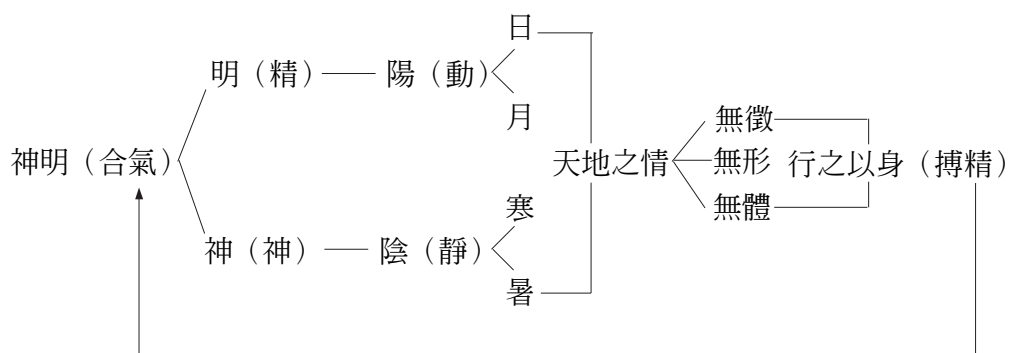 日
明（精） 陽（動）
月
無徵
神明（合氣） 天地之情 無形 行之以身（搏精）
無體
寒
神（神） 陰（靜）
暑